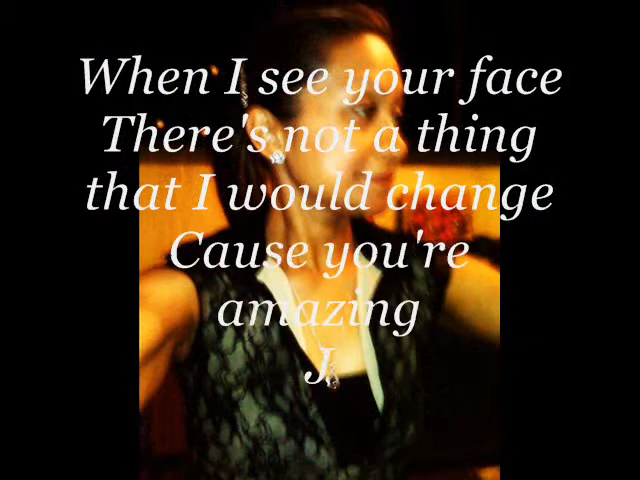 When I see your face
There's not a thing
that I would change
Cause you're
amazing
J